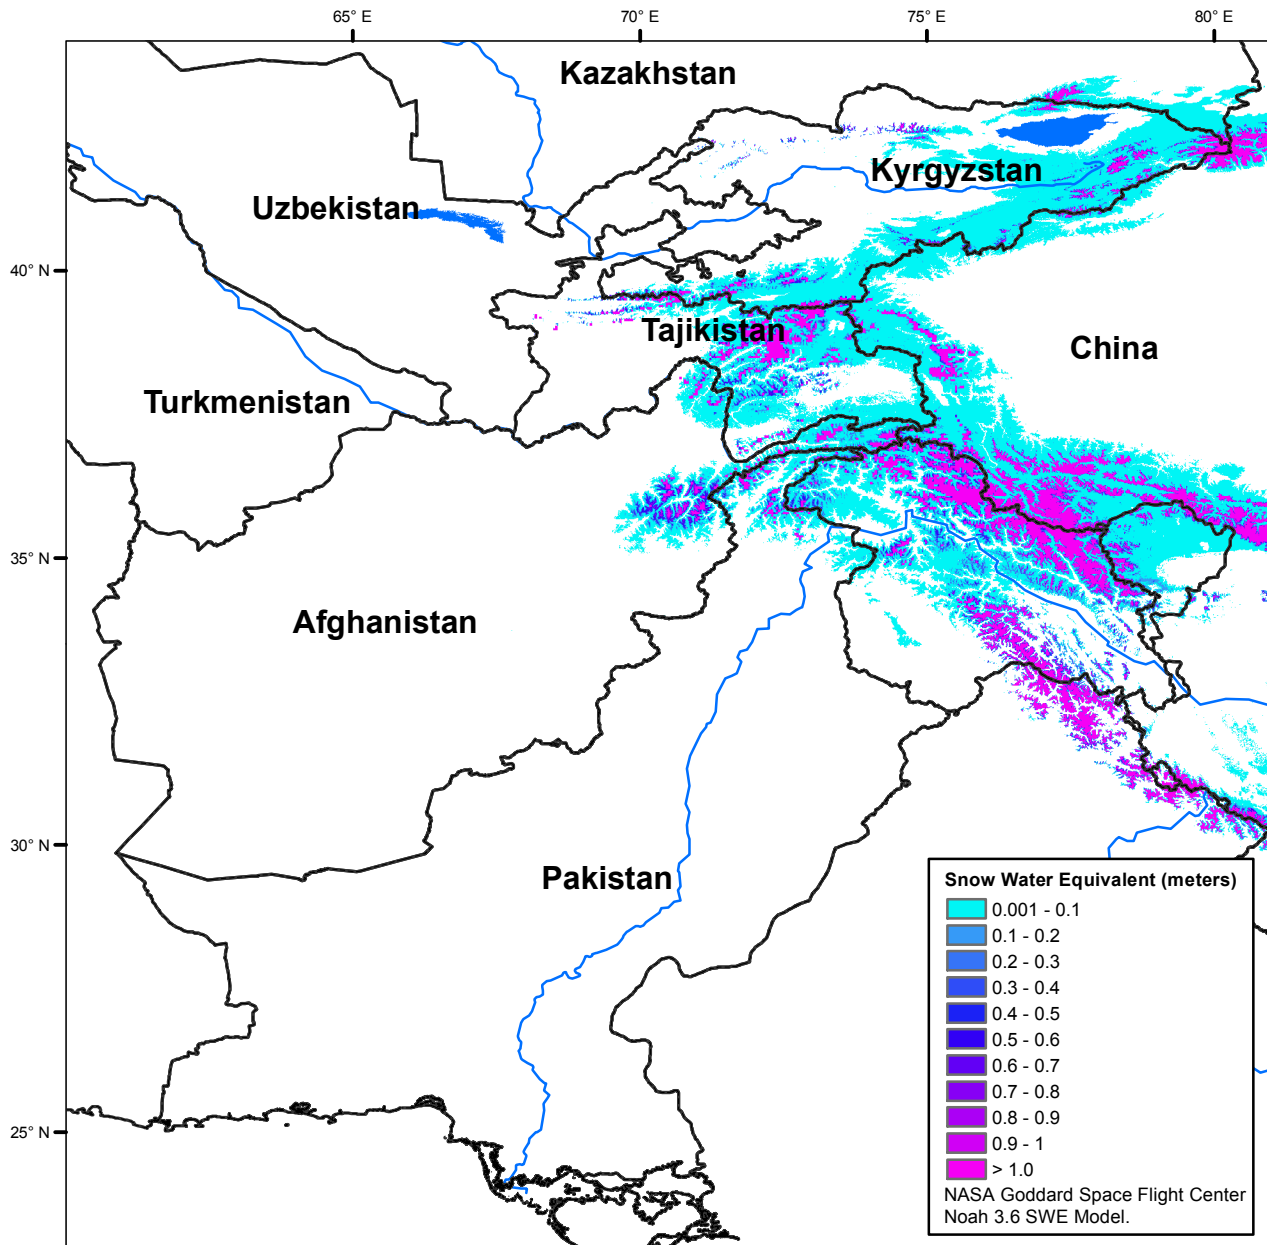 65° E
70° E
75° E
80° E
Kazakhstan
Kyrgyzstan
Uzbekistan
40° N
Tajikistan
China
Turkmenistan
35° N
Afghanistan
30° N
Pakistan
25° N
Snow Water Equivalent (meters)
0.001 - 0.1
0.1 - 0.2
0.2 - 0.3
0.3 - 0.4
0.4 - 0.5
0.5 - 0.6
0.6 - 0.7
0.7 - 0.8
0.8 - 0.9
0.9 - 1
> 1.0
NASA Goddard Space Flight Center
Noah 3.6 SWE Model.